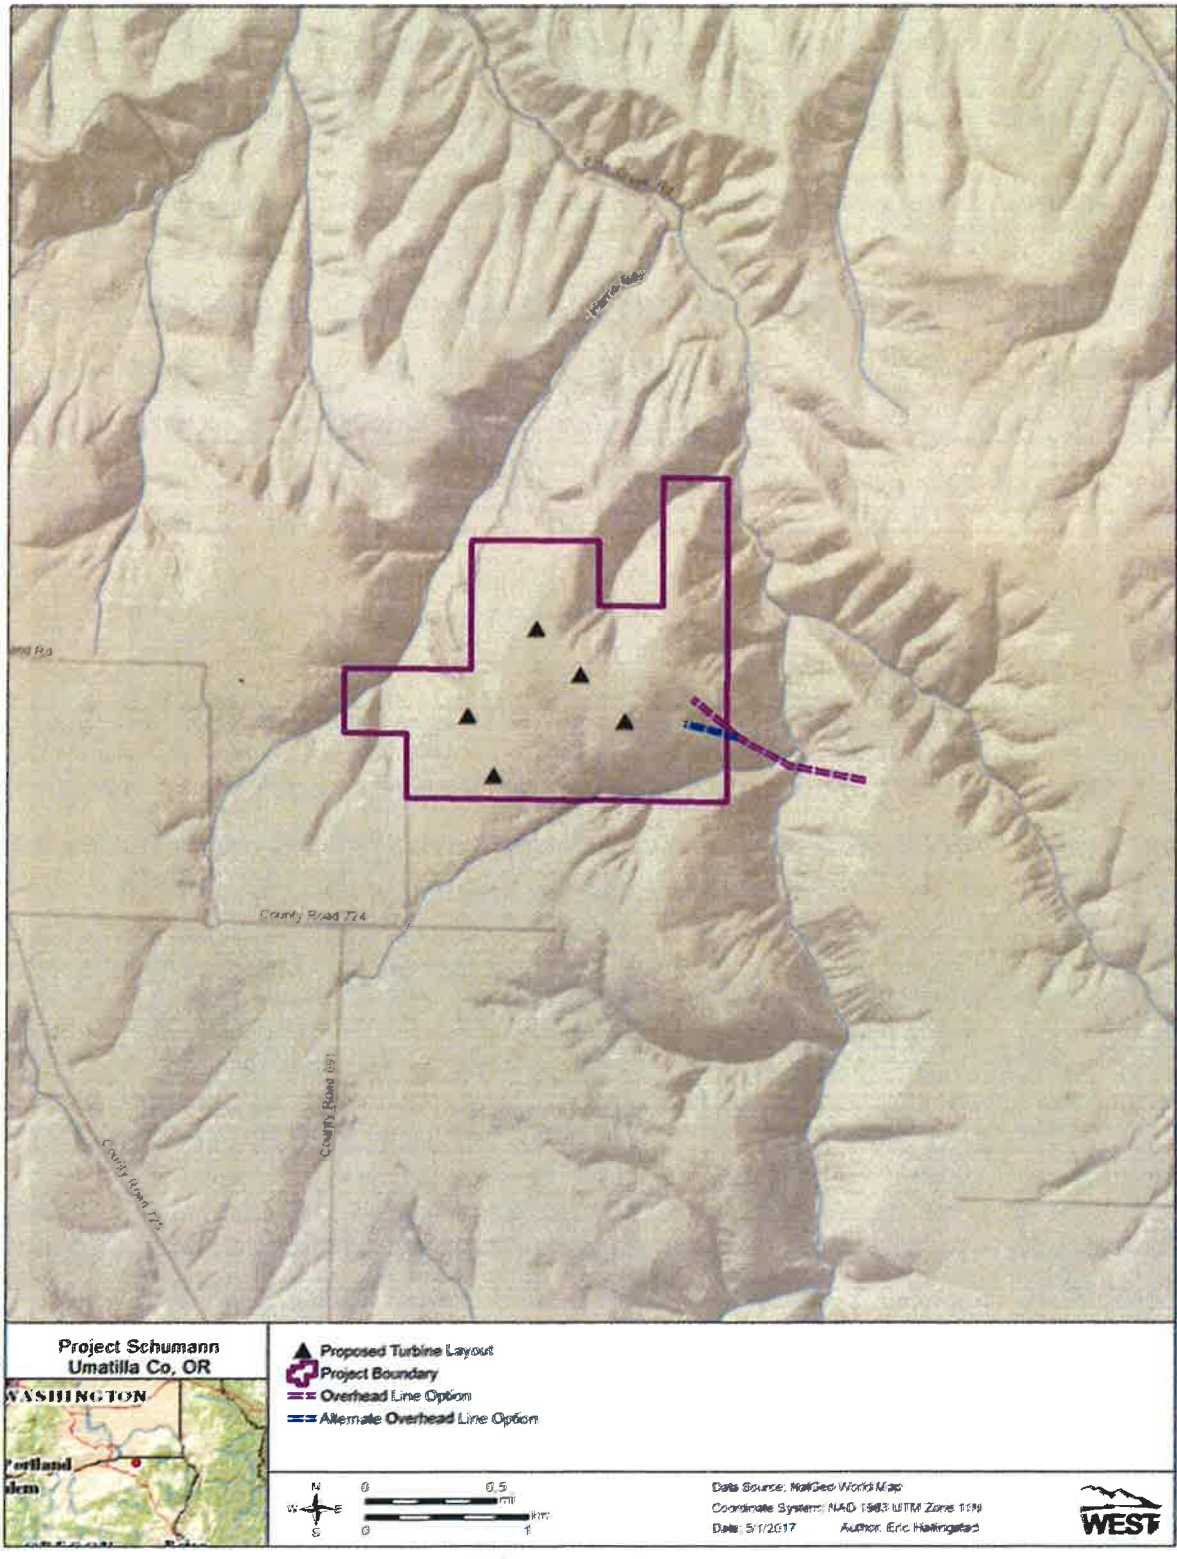 Rd
County Road 724
County Road 691
County Road
Project Schumann
Umatilla Co, OR
WASHINGTON
Portland
Proposed Turbine Layout
Project Boundary
Overhead Line Option
Alternate Overhead Line Option
N
W E
S
0 0.5
mi
km
0 1
Data Source: NatGeo World Map
Coordinate System: NAD 1983 UTM Zone 11N
Date: 5/1/2017 Author: Eric Hallingstad
WEST